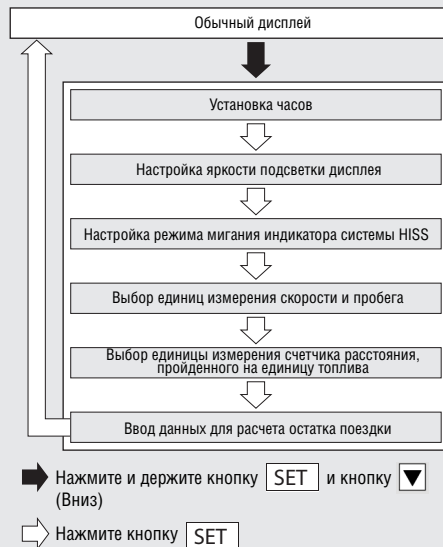 Обычный дисплей
Установка часов
Настройка яркости подсветки дисплея
Настройка режима мигания индикатора системы HISS
Выбор единиц измерения скорости и пробега
Выбор единицы измерения счетчика расстояния,
пройденного на единицу топлива
Ввод данных для расчета остатка поездки
Нажмите и держите кнопку SET и кнопку ▼
(Вниз)
Нажмите кнопку SET